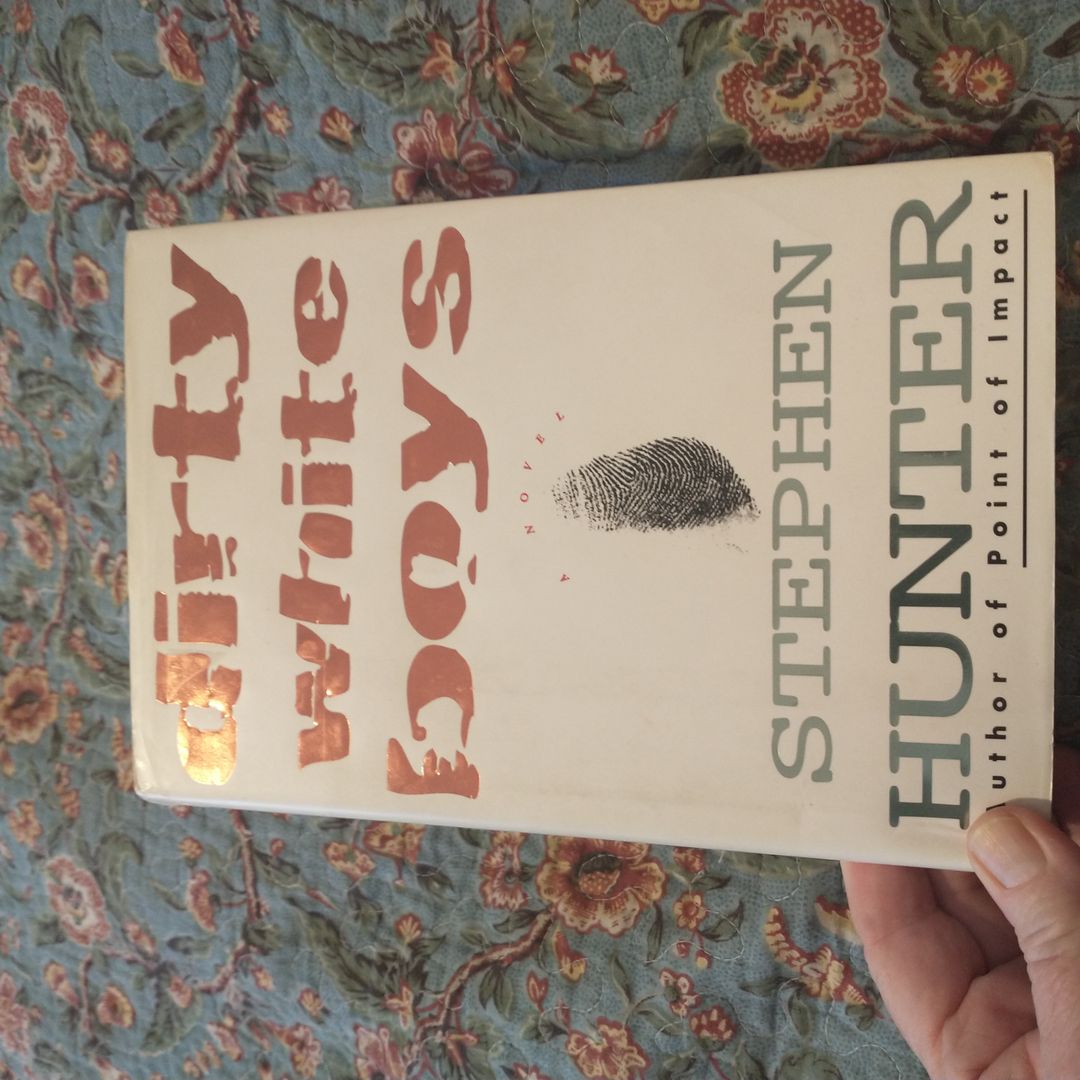 dirty
white
boys
A NOVEL
STEPHEN
HUNTER
Author of Point of Impact